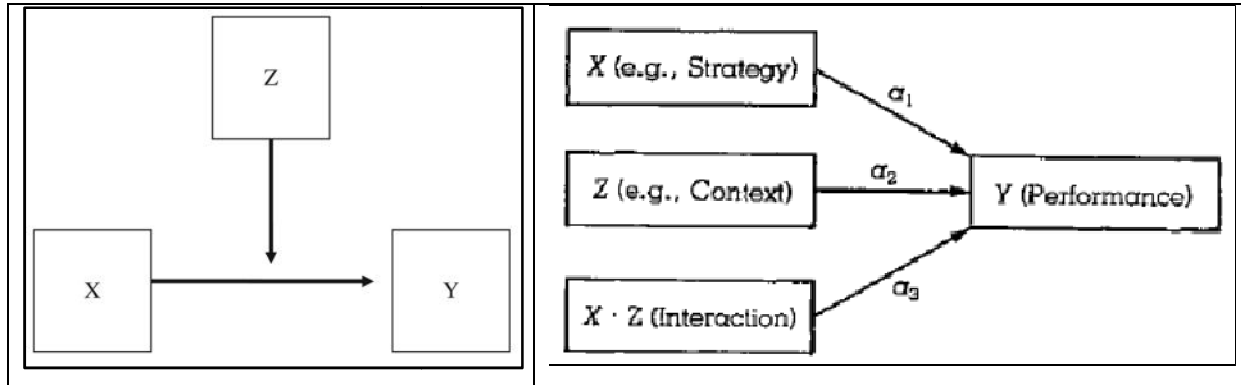 Z
X
Y
X (e.g., Strategy)
α₁
Z (e.g., Context)
α₂
Y (Performance)
X · Z (Interaction)
α₃